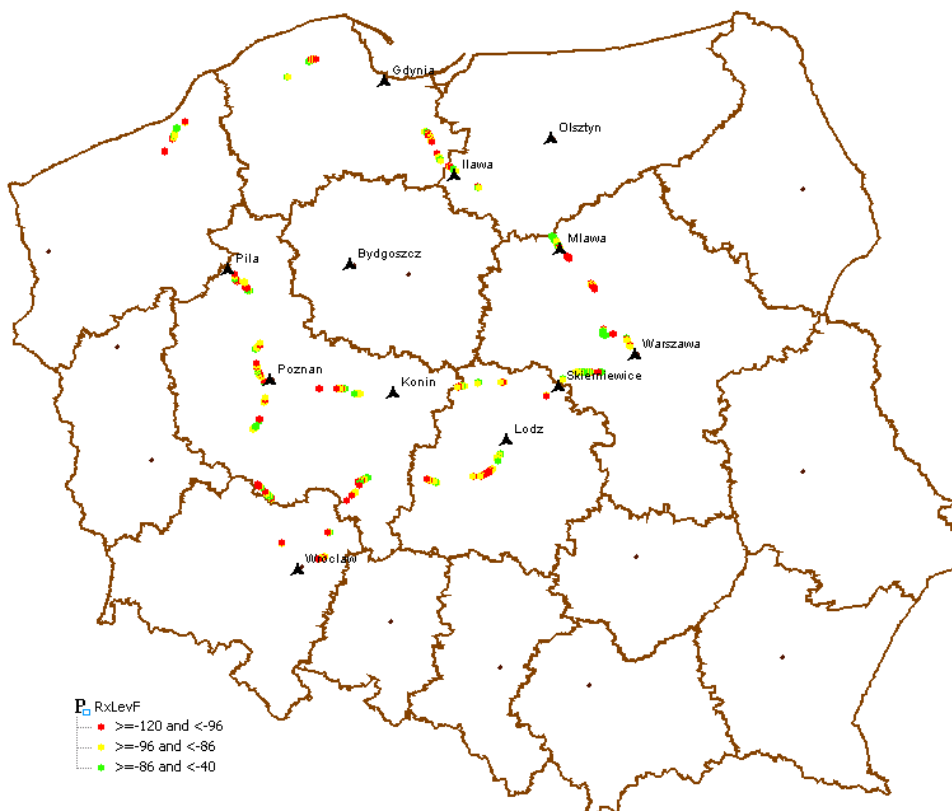 Gdynia
Olsztyn
Ilawa
Mlawa
Pila
Bydgoszcz
Warszawa
Poznan
Konin
Skierniewice
Lodz
Wroclaw
P RxLevF
>=-120 and <-96
>=-96 and <-86
>=-86 and <-40